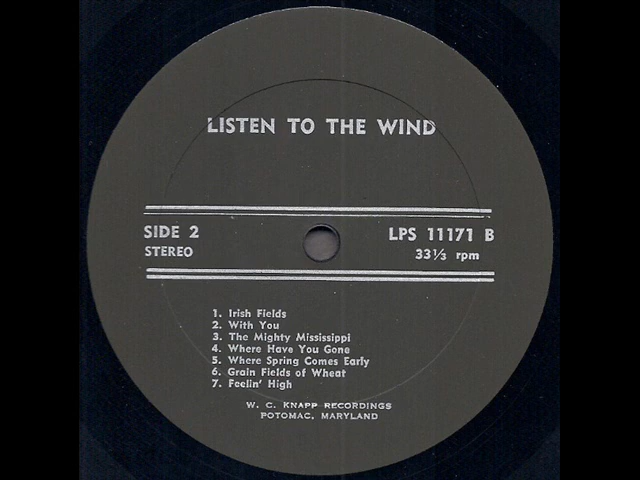 LISTEN TO THE WIND
SIDE 2
STEREO
LPS 11171 B
33⅓ rpm
1. Irish Fields
2. With You
3. The Mighty Mississippi
4. Where Have You Gone
5. Where Spring Comes Early
6. Grain Fields of Wheat
7. Feelin' High
W. C. KNAPP RECORDINGS
POTOMAC, MARYLAND